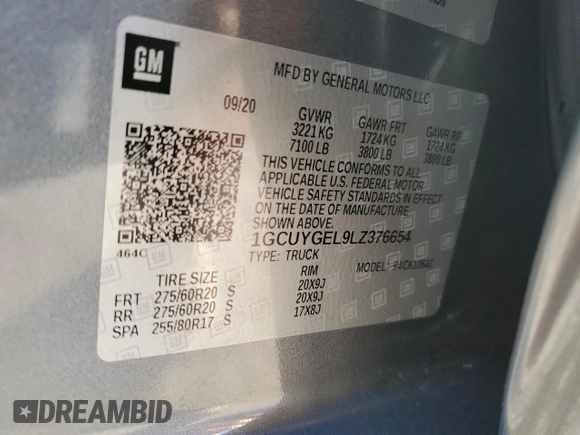 GM
MFD BY GENERAL MOTORS LLC
09/20
GVWR GAWR FRT GAWR RR
3221 KG 1724 KG 1724 KG
7100 LB 3800 LB 3800 LB
THIS VEHICLE CONFORMS TO ALL
APPLICABLE U.S. FEDERAL MOTOR
VEHICLE SAFETY STANDARDS IN EFFECT
ON THE DATE OF MANUFACTURE
SHOWN ABOVE.
464C
1GCUYGEL9LZ376654
TYPE: TRUCK MODEL:
TIRE SIZE RIM
FRT 275/60R20 S 20X9J
RR 275/60R20 S 20X9J
SPA 255/80R17 S 17X8J
DREAMBID